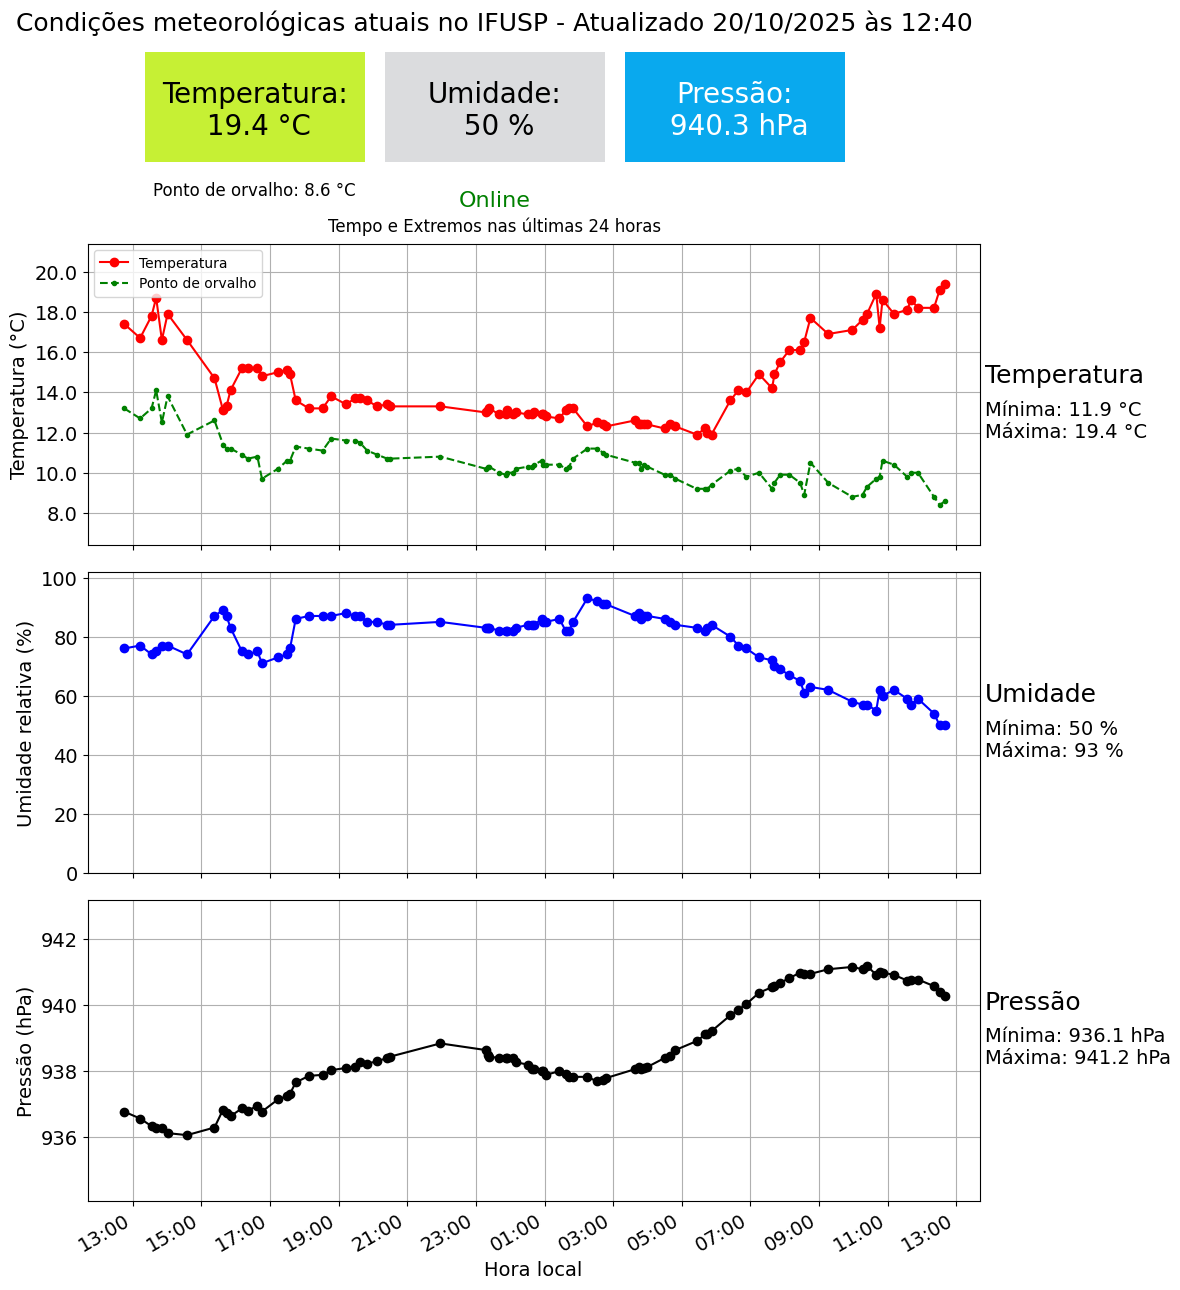 Condições meteorológicas atuais no IFUSP - Atualizado 20/10/2025 às 12:40
Temperatura:
19.4 °C
Umidade:
50 %
Pressão:
940.3 hPa
Ponto de orvalho: 8.6 °C
Online
Tempo e Extremos nas últimas 24 horas
Temperatura
Ponto de orvalho
Temperatura (°C)
20.0
18.0
16.0
14.0
12.0
10.0
8.0
Temperatura
Mínima: 11.9 °C
Máxima: 19.4 °C
Umidade relativa (%)
100
80
60
40
20
0
Umidade
Mínima: 50 %
Máxima: 93 %
Pressão (hPa)
942
940
938
936
Pressão
Mínima: 936.1 hPa
Máxima: 941.2 hPa
13:00
15:00
17:00
19:00
21:00
23:00
01:00
03:00
05:00
07:00
09:00
11:00
13:00
Hora local